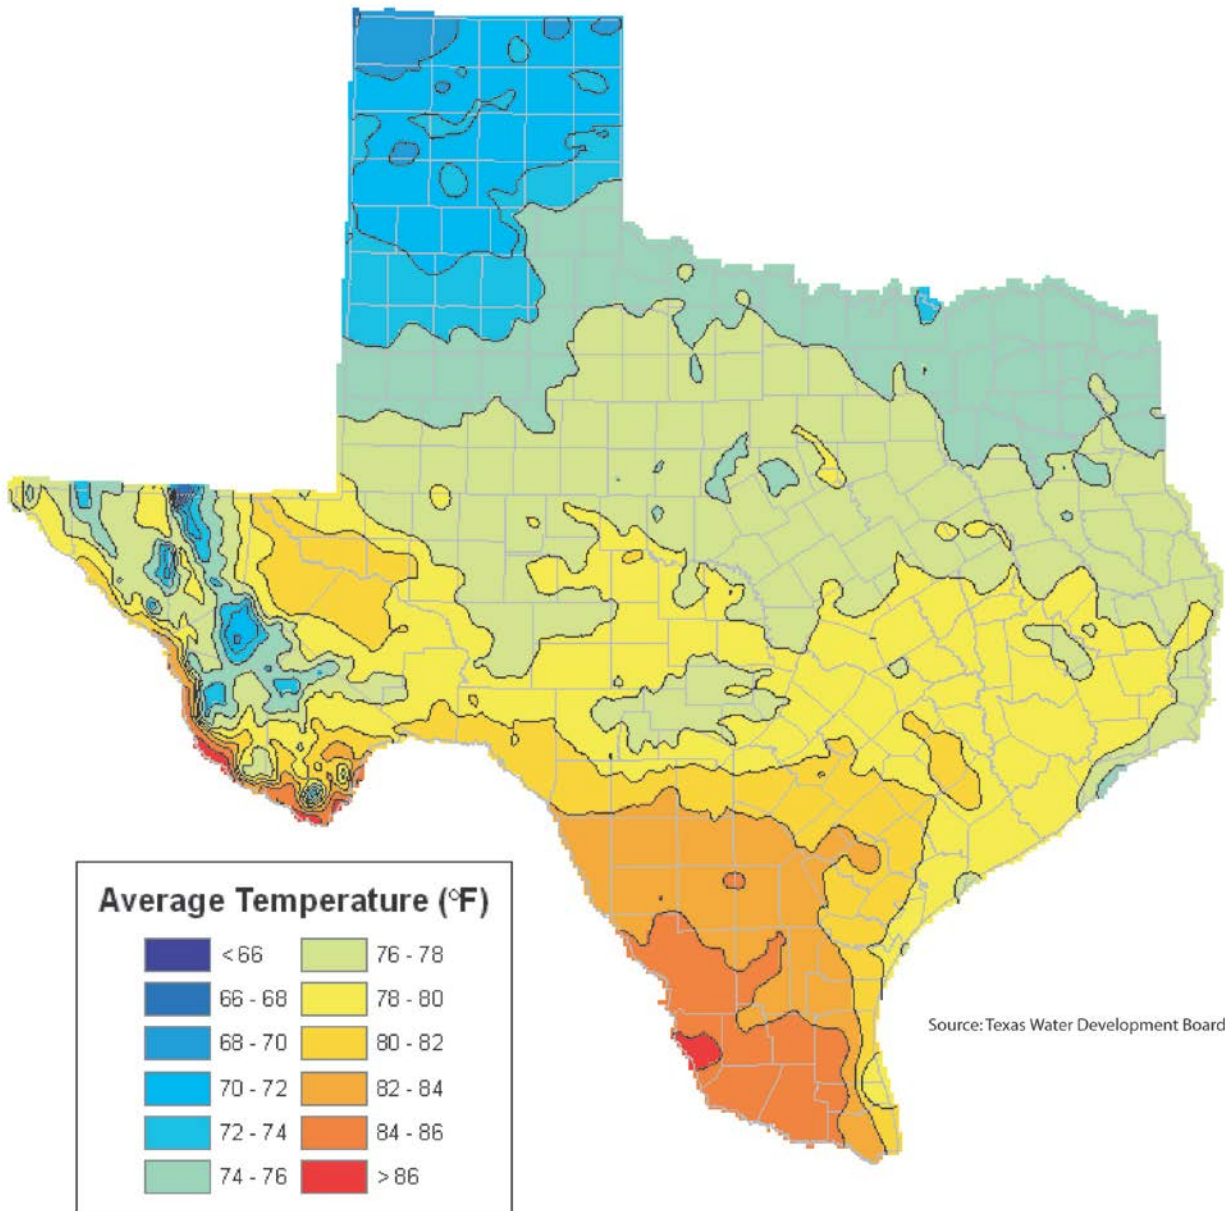 Average Temperature (°F)
< 66
66 - 68
68 - 70
70 - 72
72 - 74
74 - 76
76 - 78
78 - 80
80 - 82
82 - 84
84 - 86
> 86
Source: Texas Water Development Board